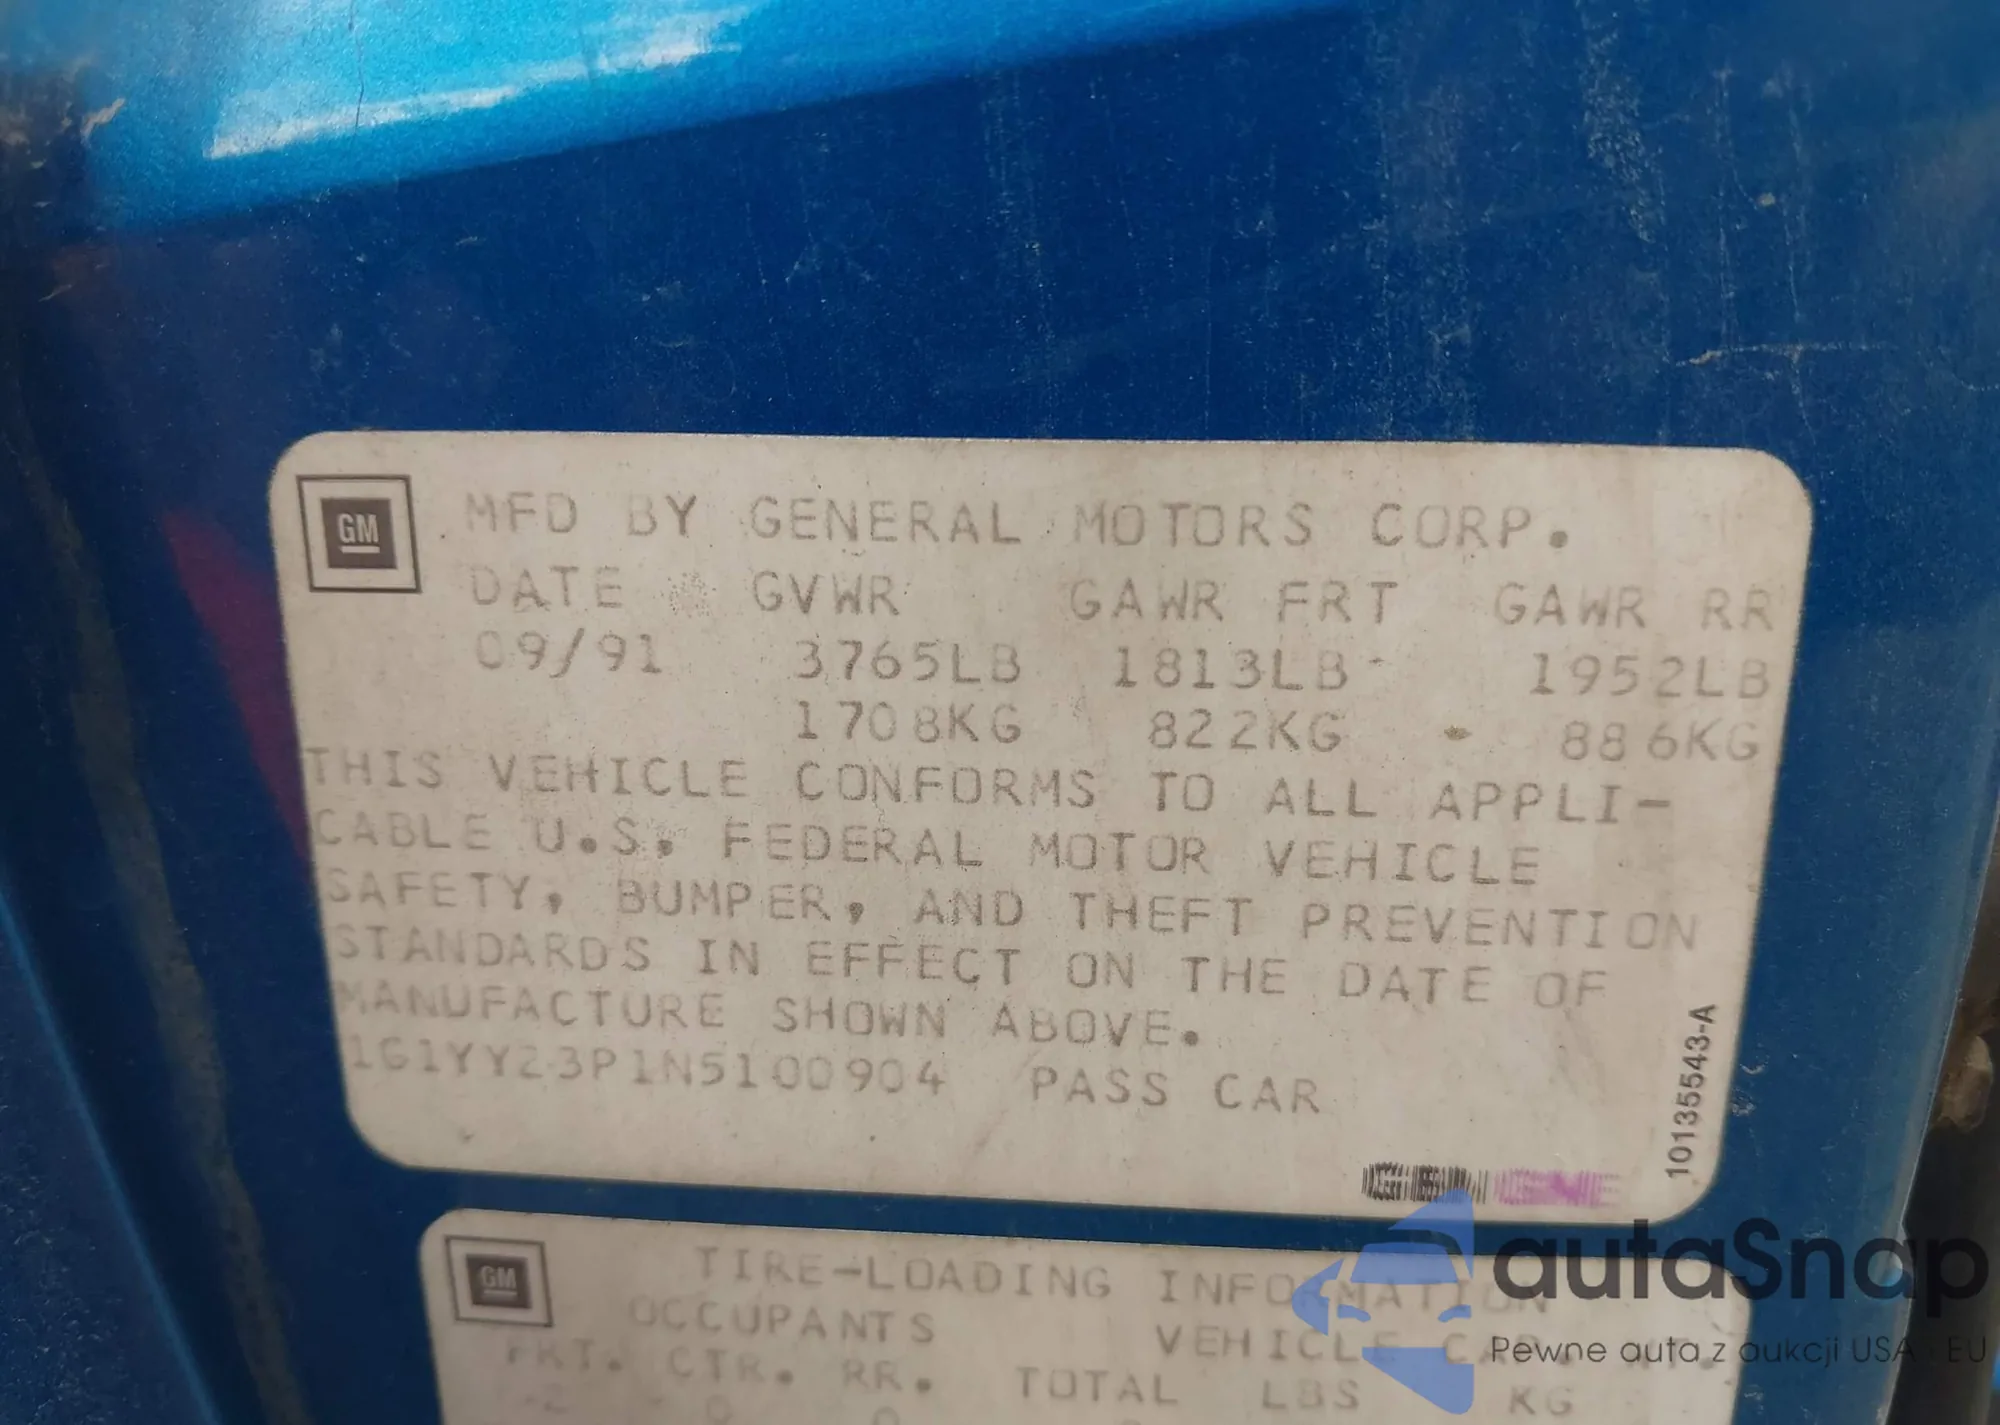 GM
MFD BY GENERAL MOTORS CORP.
DATE GVWR GAWR FRT GAWR RR
09/91 3765LB 1813LB 1952LB
1708KG 822KG 886KG
THIS VEHICLE CONFORMS TO ALL APPLI-
CABLE U.S. FEDERAL MOTOR VEHICLE
SAFETY, BUMPER, AND THEFT PREVENTION
STANDARDS IN EFFECT ON THE DATE OF
MANUFACTURE SHOWN ABOVE.
1G1YY23P1N5100904 PASS CAR
10135543-A
GM
TIRE-LOADING INFORMATION
OCCUPANTS VEHICLE
FRT. CTR. RR. TOTAL LBS KG
0 0
autaSnap
Pewne auta z aukcji USA EU